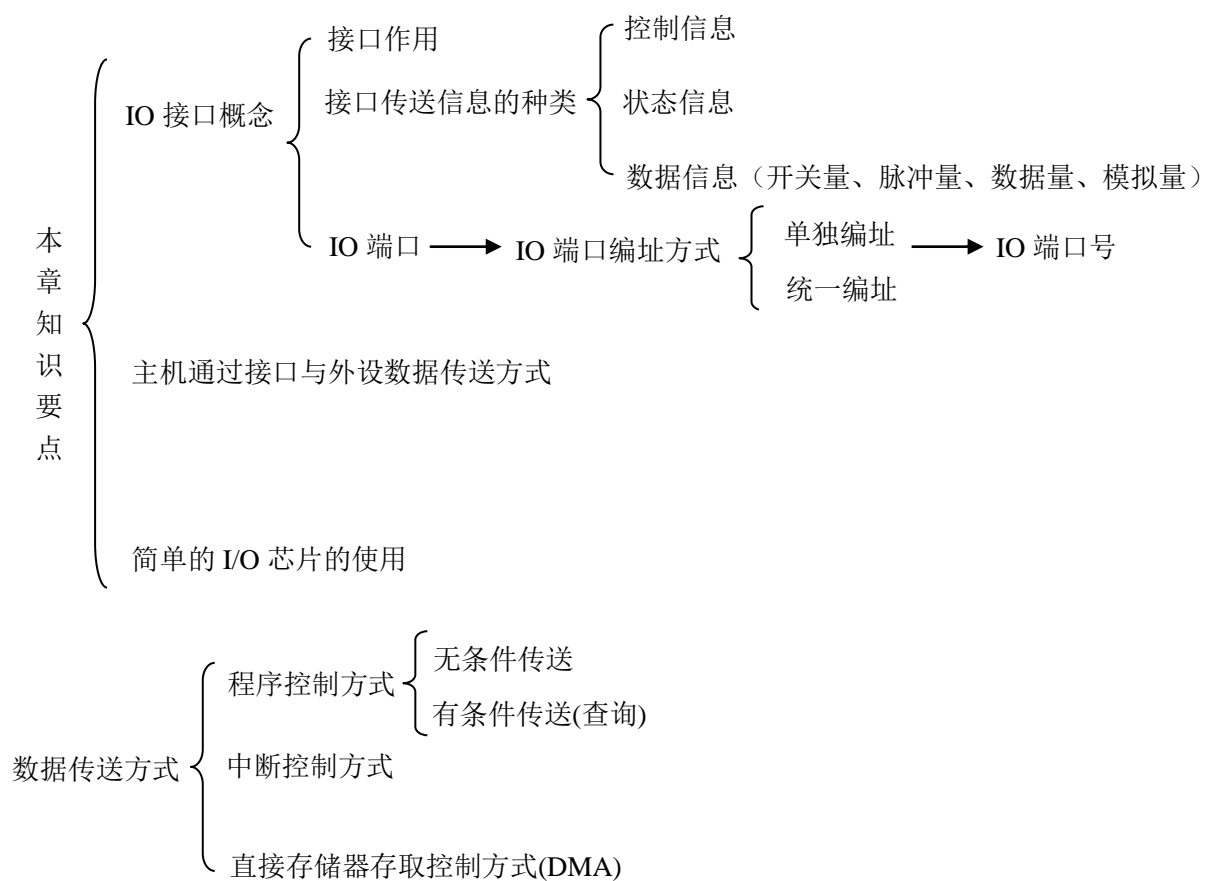 本章知识要点
IO 接口概念
接口作用
接口传送信息的种类
控制信息
状态信息
数据信息（开关量、脉冲量、数据量、模拟量）
IO 端口
IO 端口编址方式
单独编址
IO 端口号
统一编址
主机通过接口与外设数据传送方式
简单的 I/O 芯片的使用
数据传送方式
程序控制方式
无条件传送
有条件传送(查询)
中断控制方式
直接存储器存取控制方式(DMA)